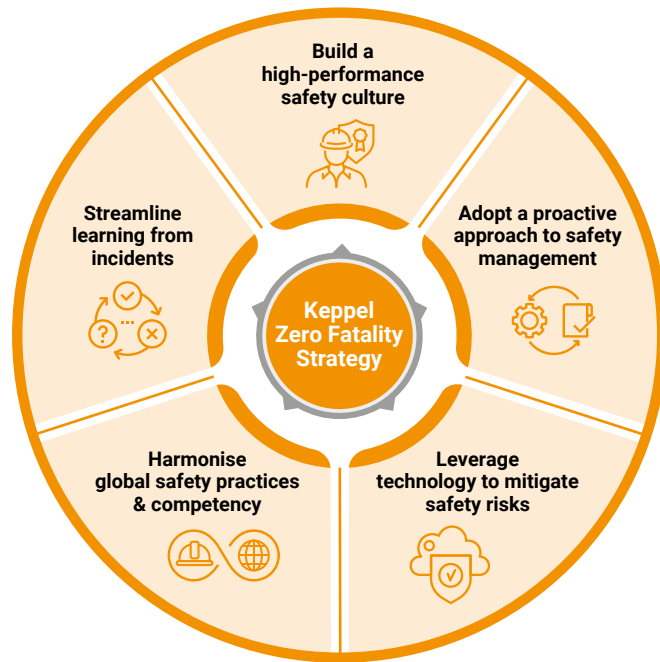 Build a
high-performance
safety culture
Adopt a proactive
approach to safety
management
Leverage
technology to mitigate
safety risks
Harmonise
global safety practices
& competency
Streamline
learning from
incidents
Keppel
Zero Fatality
Strategy